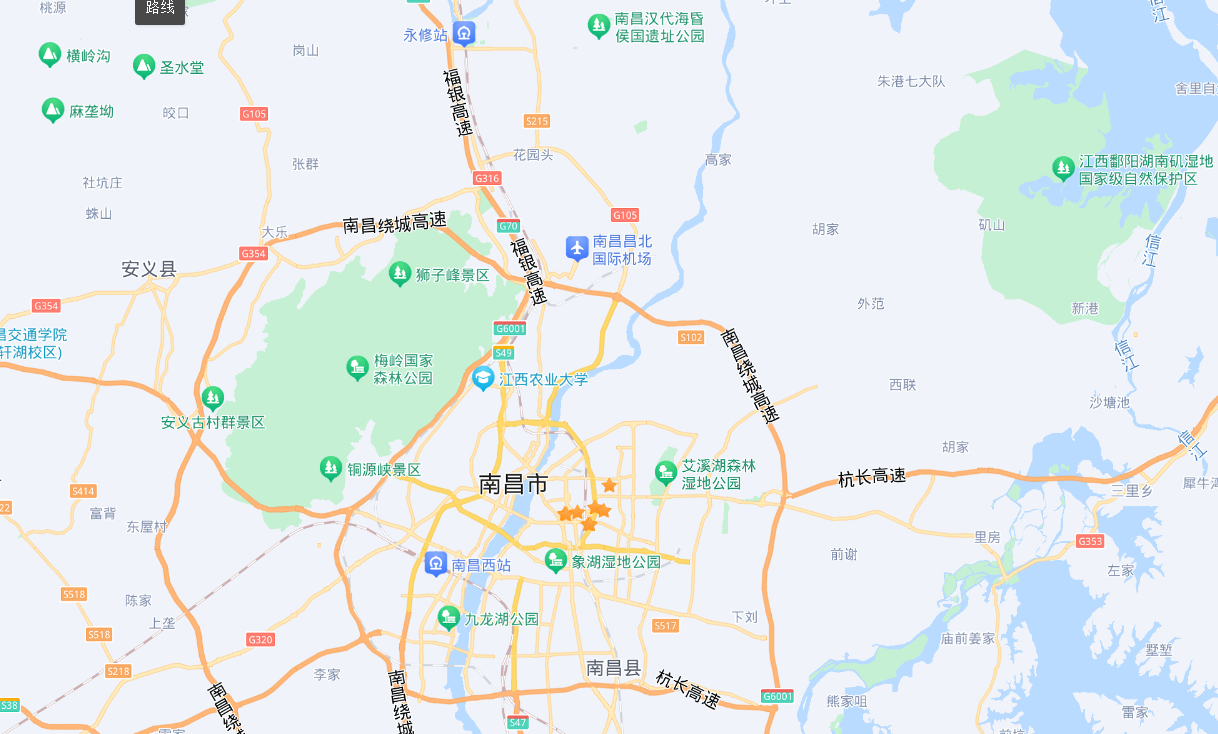 桃源
路线
南昌汉代海昏
侯国遗址公园
永修站
信江
横岭沟
岗山
圣水堂
朱港七大队
舍里自
麻垄坳
皎口
G105
福银高速
S215
张群
花园头
高家
江西鄱阳湖南矶湿地
国家级自然保护区
社坑庄
G316
蛛山
南昌绕城高速
G105
G70
矶山
胡家
大乐
南昌昌北
国际机场
福银高速
信江
G354
安义县
狮子峰景区
G354
外范
新港
昌交通学院
轩湖校区)
G6001
S102
南昌绕城高速
S49
信江
梅岭国家
森林公园
江西农业大学
西联
安义古村群景区
沙塘池
胡家
信江
铜源峡景区
南昌市
艾溪湖森林
湿地公园
杭长高速
S414
三里乡
犀牛湾
22
富背
东屋村
里房
G353
前谢
南昌西站
象湖湿地公园
左家
S518
陈家
上垄
九龙湖公园
下刘
S517
S518
G320
庙前姜家
墅堑
S218
李家
南昌县
杭长高速
南昌绕
南昌绕城
G6001
熊家咀
S38
雷家
S47